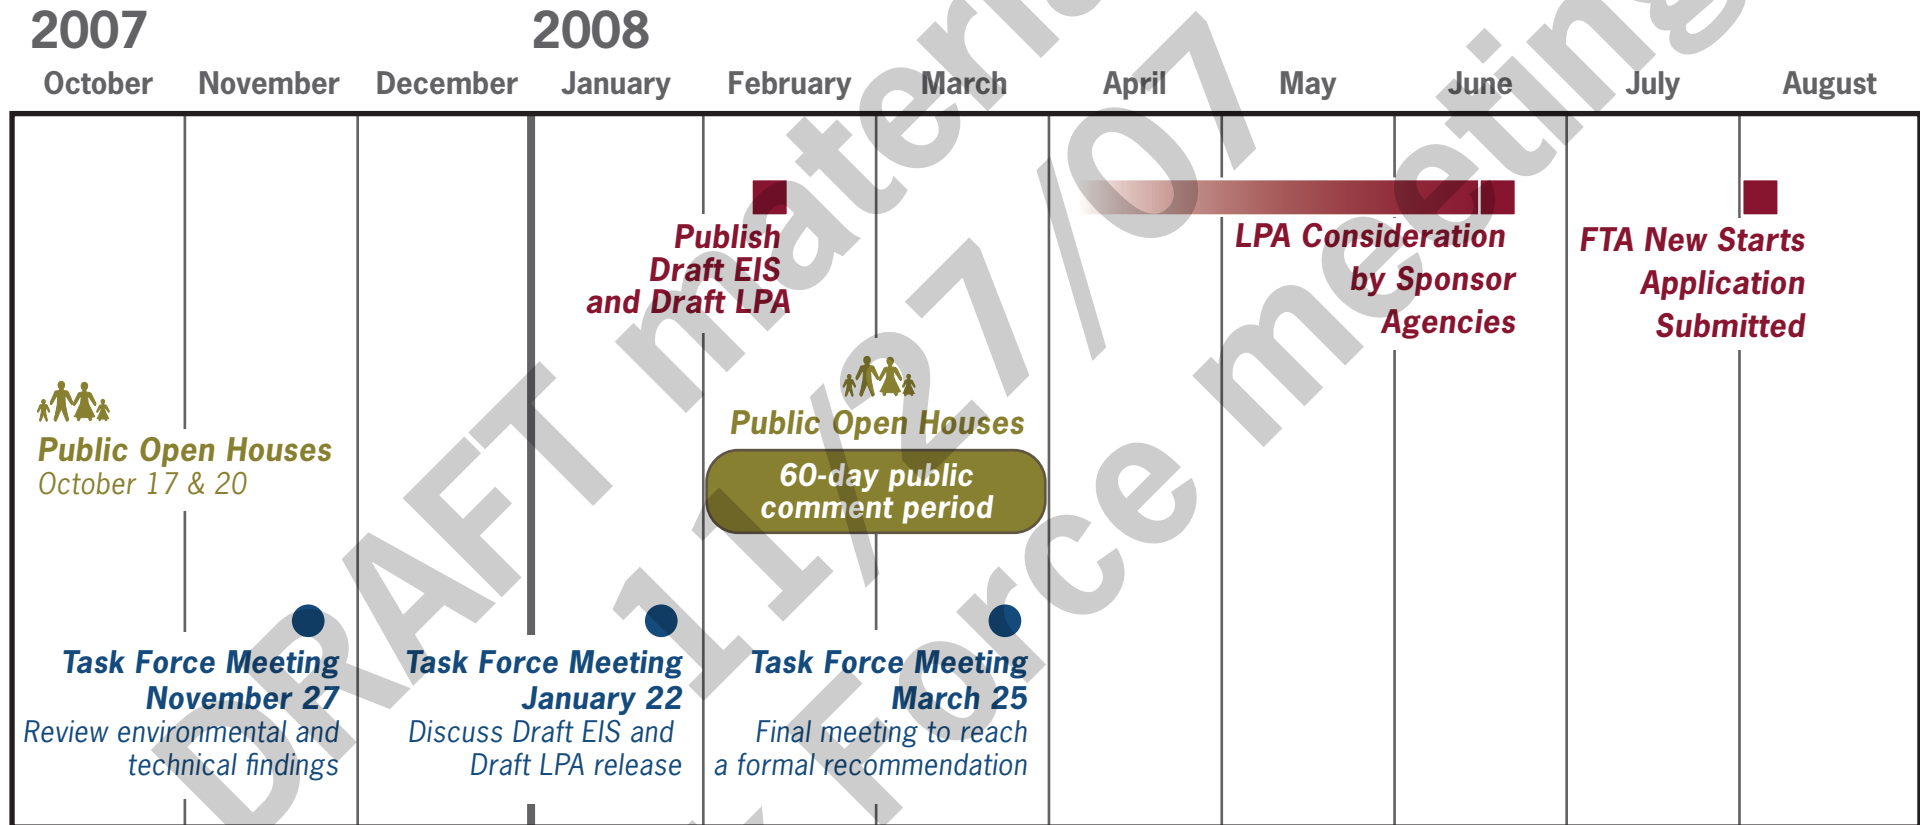 2007
2008
October
November
December
January
February
March
April
May
June
July
August
Publish
Draft EIS
and Draft LPA
LPA Consideration
by Sponsor
Agencies
FTA New Starts
Application
Submitted
Public Open Houses
October 17 & 20
Public Open Houses
60-day public
comment period
Task Force Meeting
November 27
Review environmental and
technical findings
Task Force Meeting
January 22
Discuss Draft EIS and
Draft LPA release
Task Force Meeting
March 25
Final meeting to reach
a formal recommendation
DRAFT
11/27/07
Force meeting